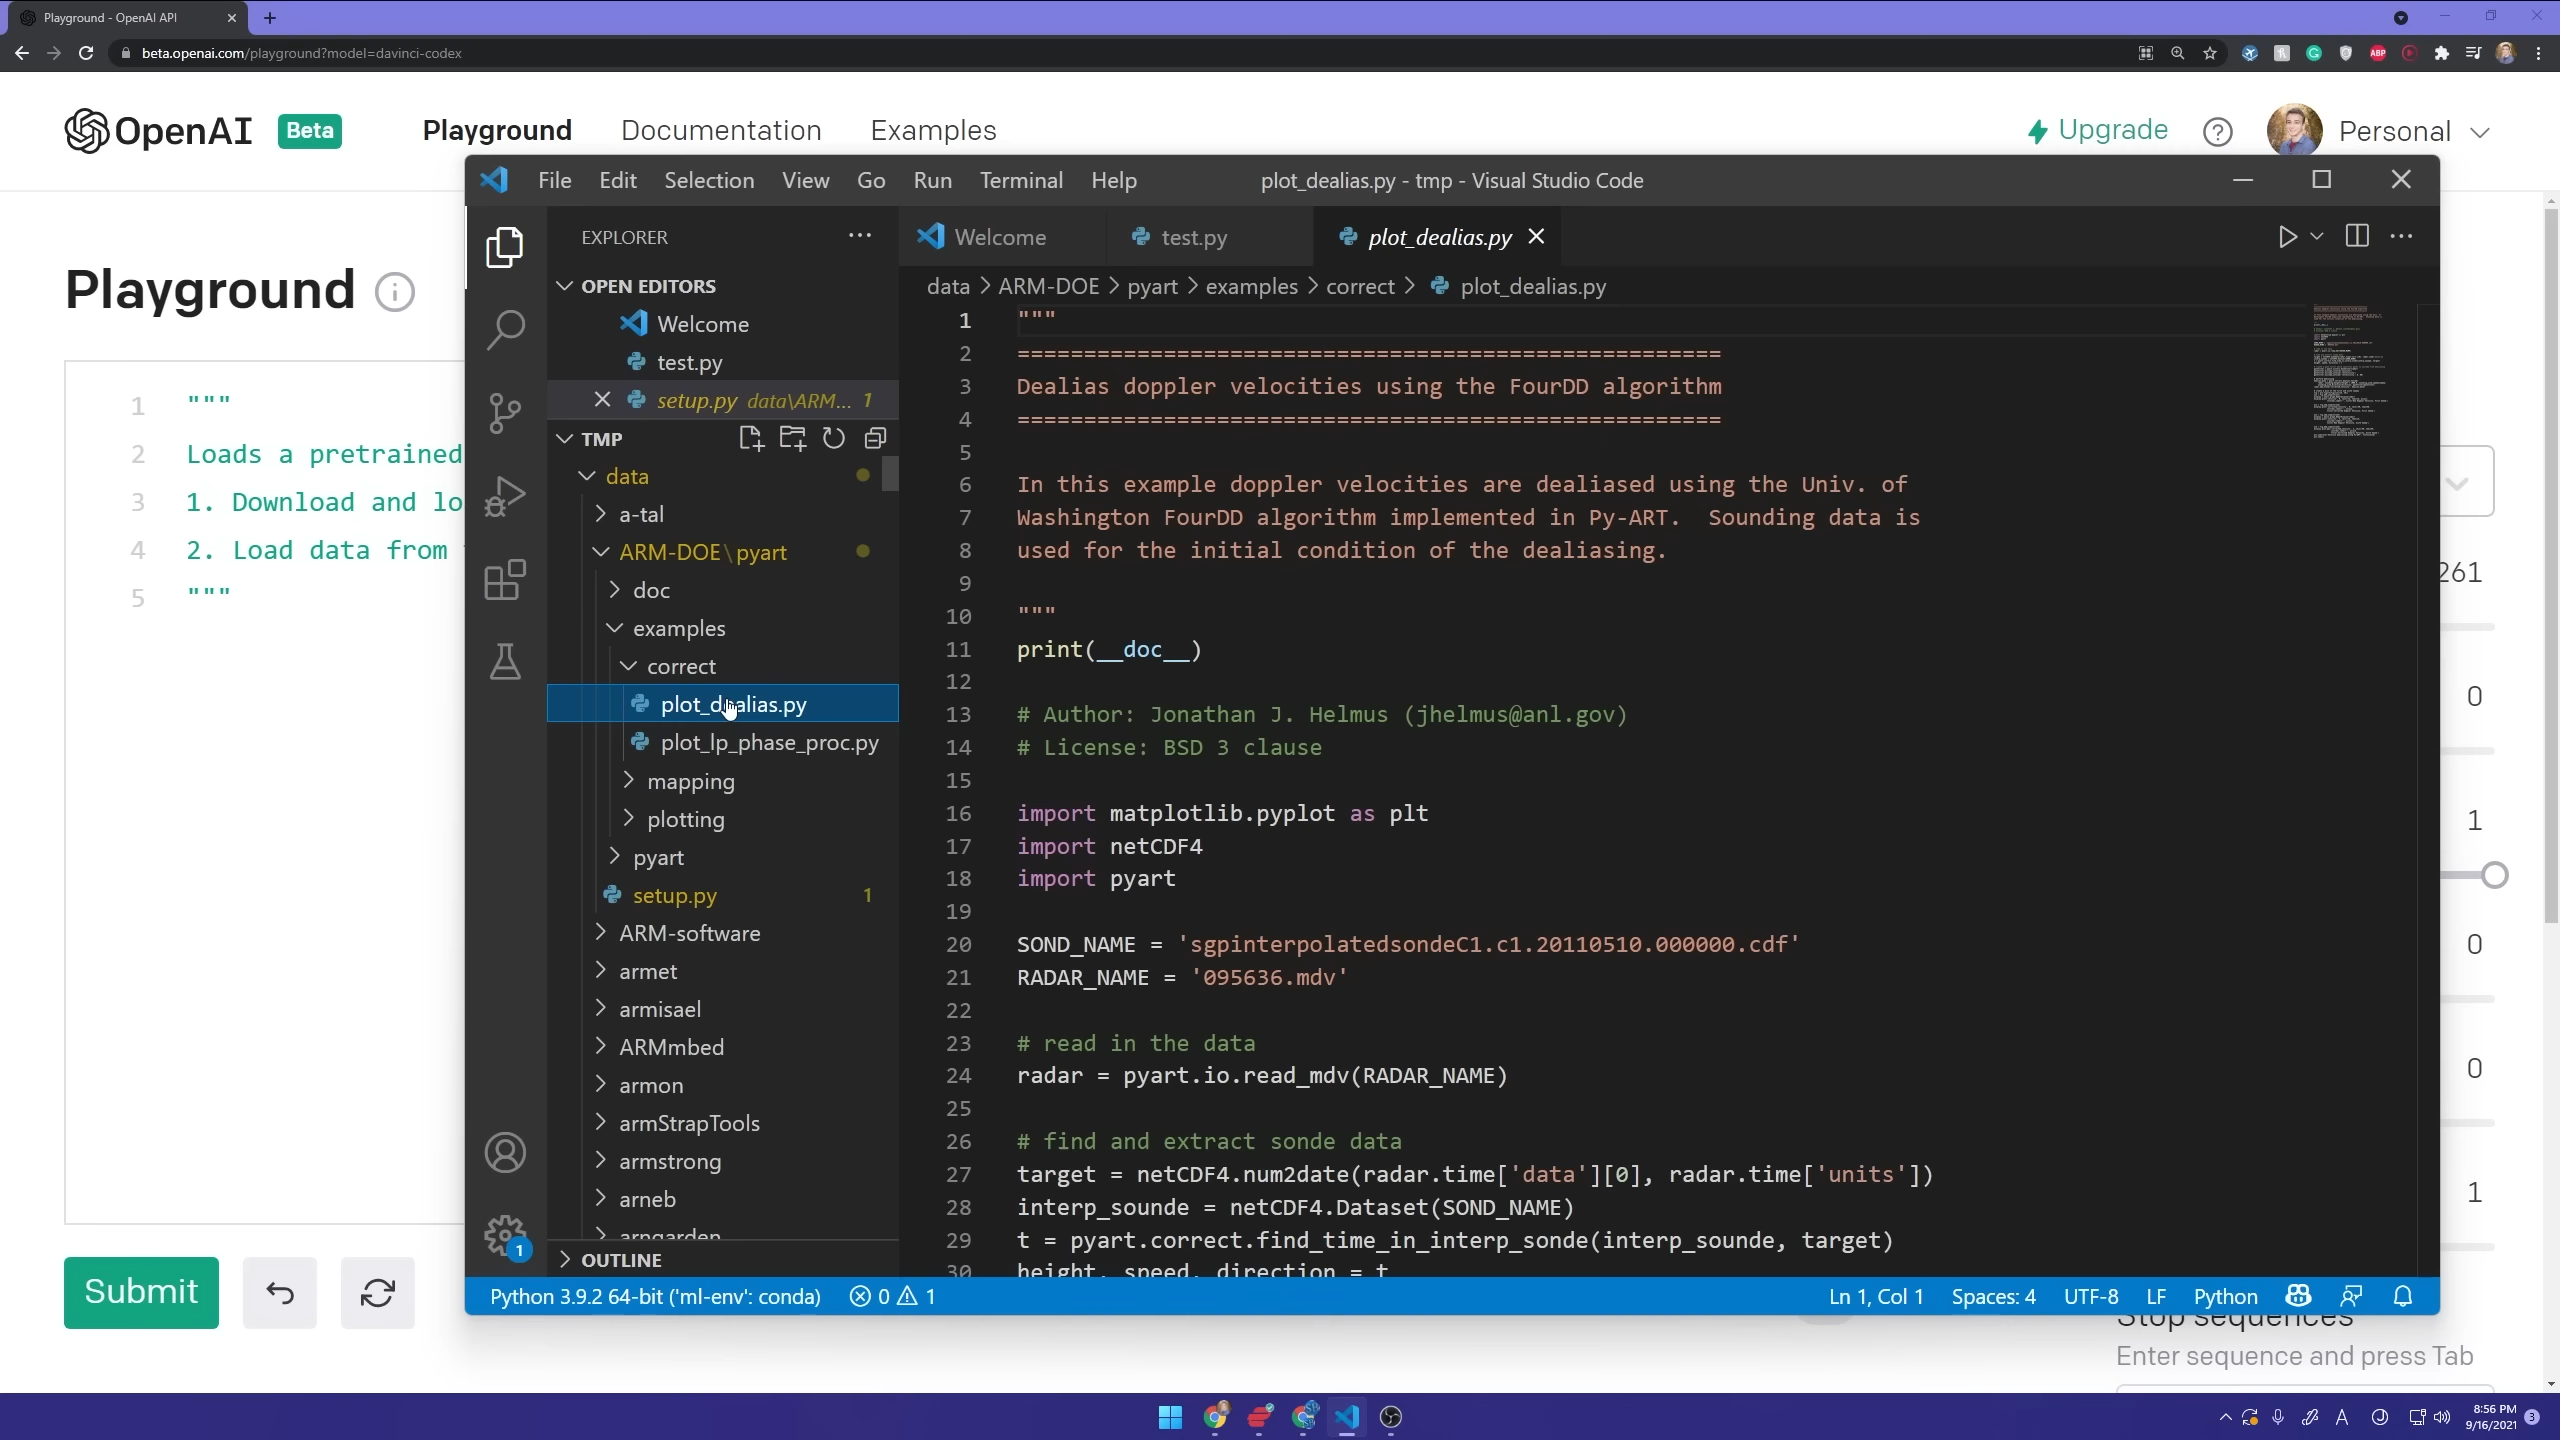 Playground - OpenAI API
beta.openai.com/playground?model=davinci-codex
ABP
OpenAI Beta Playground Documentation Examples
Upgrade Personal
Playground
1 """
2 Loads a pretrained
3 1. Download and lo
4 2. Load data from
5 """
Submit
File Edit Selection View Go Run Terminal Help
plot_dealias.py - tmp - Visual Studio Code
EXPLORER
OPEN EDITORS
Welcome
test.py
setup.py data\ARM... 1
TMP
data
a-tal
ARM-DOE\pyart
doc
examples
correct
plot_dealias.py
plot_lp_phase_proc.py
mapping
plotting
pyart
setup.py 1
ARM-software
armet
armisael
ARMmbed
armon
armStrapTools
armstrong
arneb
arngarden
OUTLINE
1
Welcome test.py plot_dealias.py
data > ARM-DOE > pyart > examples > correct > plot_dealias.py
1 """
2 =====================================================
3 Dealias doppler velocities using the FourDD algorithm
4 =====================================================
5
6 In this example doppler velocities are dealiased using the Univ. of
7 Washington FourDD algorithm implemented in Py-ART.  Sounding data is
8 used for the initial condition of the dealiasing.
9
10 """
11 print(__doc__)
12
13 # Author: Jonathan J. Helmus (jhelmus@anl.gov)
14 # License: BSD 3 clause
15
16 import matplotlib.pyplot as plt
17 import netCDF4
18 import pyart
19
20 SOND_NAME = 'sgpinterpolatedsondeC1.c1.20110510.000000.cdf'
21 RADAR_NAME = '095636.mdv'
22
23 # read in the data
24 radar = pyart.io.read_mdv(RADAR_NAME)
25
26 # find and extract sonde data
27 target = netCDF4.num2date(radar.time['data'][0], radar.time['units'])
28 interp_sounde = netCDF4.Dataset(SOND_NAME)
29 t = pyart.correct.find_time_in_interp_sonde(interp_sounde, target)
30 height, speed, direction = t
Python 3.9.2 64-bit ('ml-env': conda) 0 1
Ln 1, Col 1 Spaces: 4 UTF-8 LF Python
261
0
1
0
0
1
Stop sequences
Enter sequence and press Tab
8:56 PM
9/16/2021
3